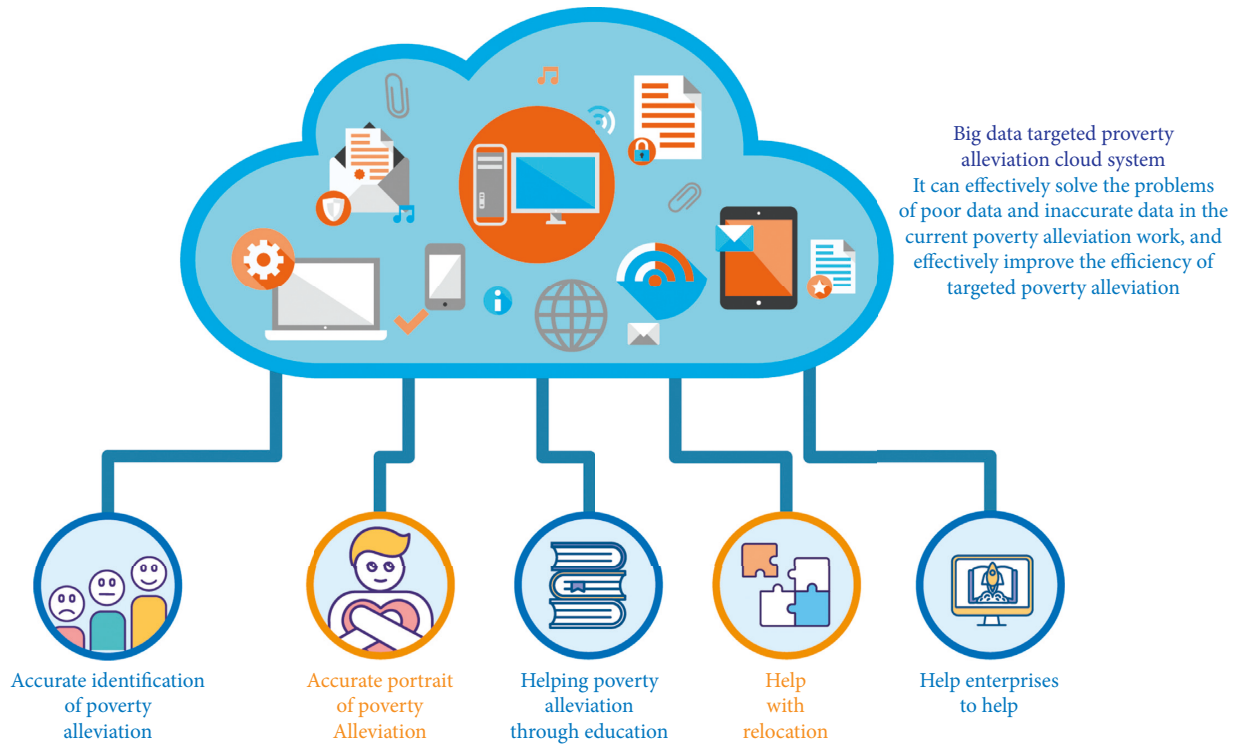 Big data targeted proverty
alleviation cloud system
It can effectively solve the problems
of poor data and inaccurate data in the
current poverty alleviation work, and
effectively improve the efficiency of
targeted poverty alleviation
Accurate identification
of poverty
alleviation
Accurate portrait
of poverty
Alleviation
Helping poverty
alleviation
through education
Help
with
relocation
Help enterprises
to help